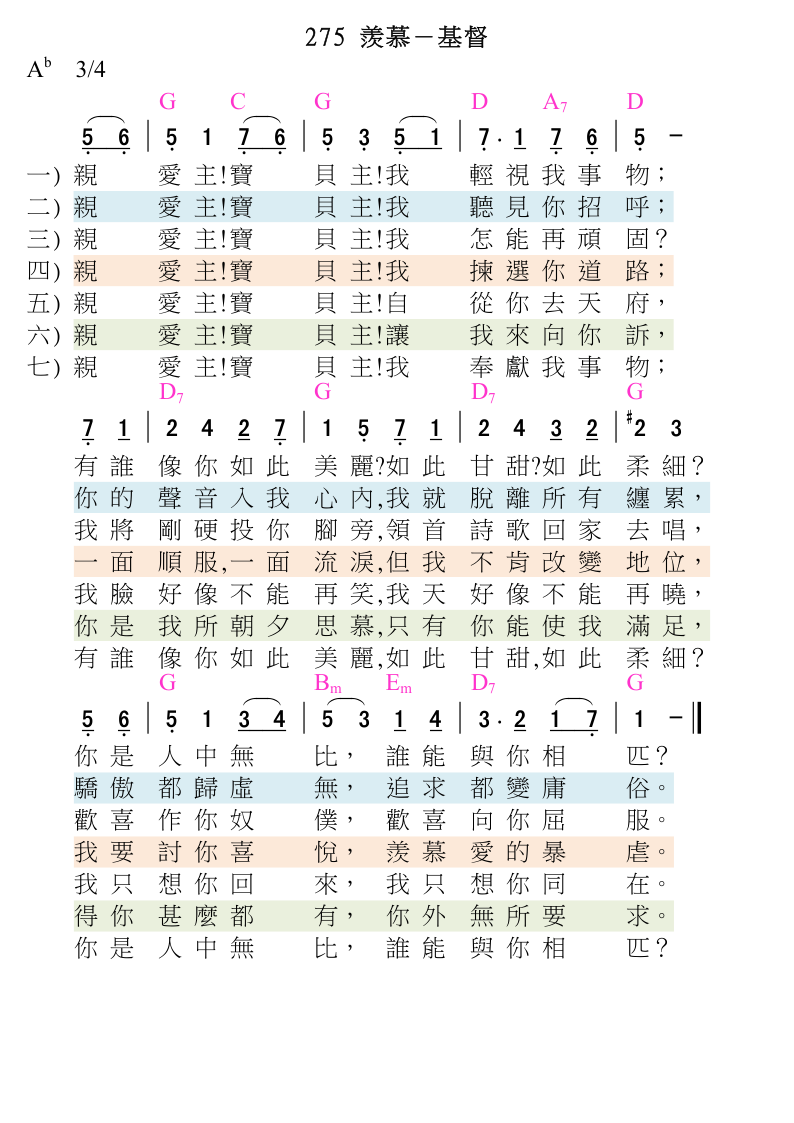 275 羨慕－基督
Ab 3/4
G C G D A7 D
5 6 | 5 1 7 6 | 5 3 5 1 | 7· 1 7 6 | 5 −
一) 親 愛主!寶 貝主!我 輕視我事物；
二) 親 愛主!寶 貝主!我 聽見你招呼；
三) 親 愛主!寶 貝主!我 怎能再頑固？
四) 親 愛主!寶 貝主!我 揀選你道路；
五) 親 愛主!寶 貝主!自 從你去天府，
六) 親 愛主!寶 貝主!讓 我來向你訴，
七) 親 愛主!寶 貝主!我 奉獻我事物；
D7 G D7 G
7 1 | 2 4 2 7 | 1 5 7 1 | 2 4 3 2 | #2 3
有誰像你如此美麗?如此甘甜?如此柔細？
你的聲音入我心內,我就脫離所有纏累，
我將剛硬投你腳旁,領首詩歌回家去唱，
一面順服,一面流淚,但我不肯改變地位，
我臉好像不能再笑,我天好像不能再曉，
你是我所朝夕思慕,只有你能使我滿足，
有誰像你如此美麗,如此甘甜,如此柔細？
G Bm Em D7 G
5 6 | 5 1 3 4 | 5 3 1 4 | 3· 2 1 7 | 1 − ‖
你是人中無比，誰能與你相匹？
驕傲都歸虛無，追求都變庸俗。
歡喜作你奴僕，歡喜向你屈服。
我要討你喜悅，羨慕愛的暴虐。
我只想你回來，我只想你同在。
得你甚麼都有，你外無所要求。
你是人中無比，誰能與你相匹？